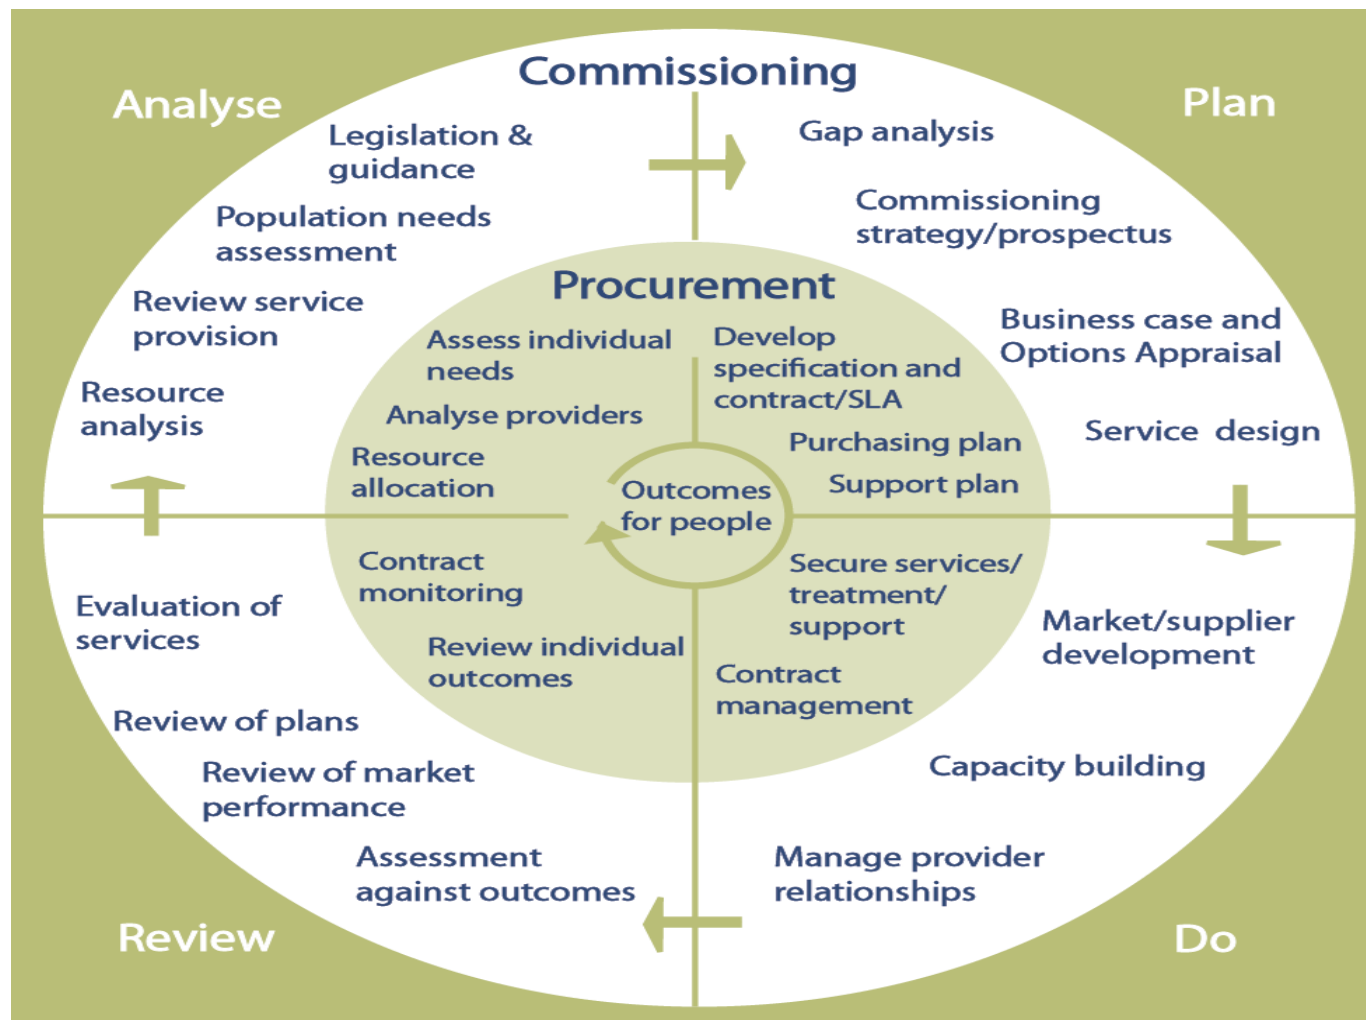 Commissioning
Analyse
Legislation &
guidance
Population needs
assessment
Review service
provision
Resource
analysis
Plan
Gap analysis
Commissioning
strategy/prospectus
Business case and
Options Appraisal
Service design
Procurement
Assess individual
needs
Analyse providers
Resource
allocation
Develop
specification and
contract/SLA
Purchasing plan
Support plan
Outcomes
for people
Contract
monitoring
Review individual
outcomes
Secure services/
treatment/
support
Contract
management
Evaluation of
services
Review of plans
Review of market
performance
Assessment
against outcomes
Review
Market/supplier
development
Capacity building
Manage provider
relationships
Do